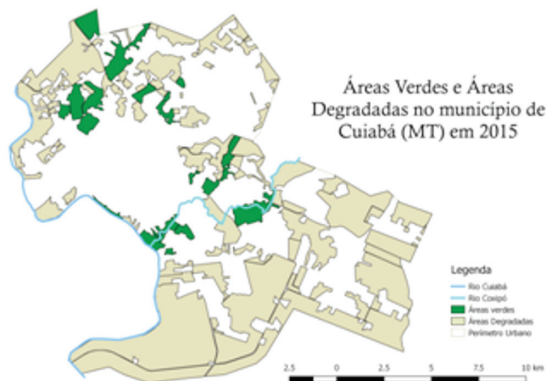 Áreas Verdes e Áreas
Degradadas no município de
Cuiabá (MT) em 2015
Legenda
Rio Cuiabá
Rio Coxipó
Áreas verdes
Áreas Degradadas
Perímetro Urbano
2.5 0 2.5 5 7.5 10 km